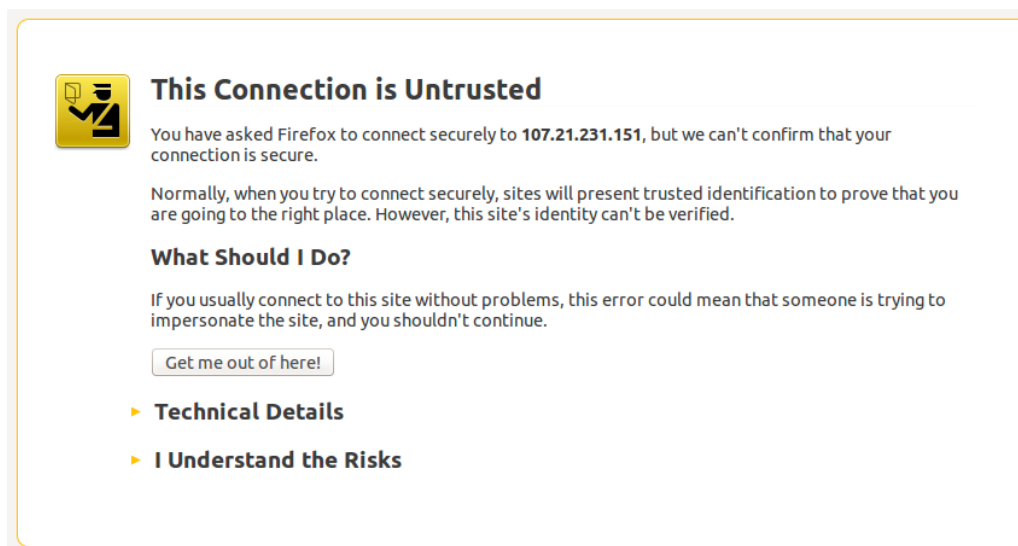 This Connection is Untrusted
You have asked Firefox to connect securely to 107.21.231.151, but we can't confirm that your
connection is secure.
Normally, when you try to connect securely, sites will present trusted identification to prove that you
are going to the right place. However, this site's identity can't be verified.
What Should I Do?
If you usually connect to this site without problems, this error could mean that someone is trying to
impersonate the site, and you shouldn't continue.
Get me out of here!
Technical Details
I Understand the Risks